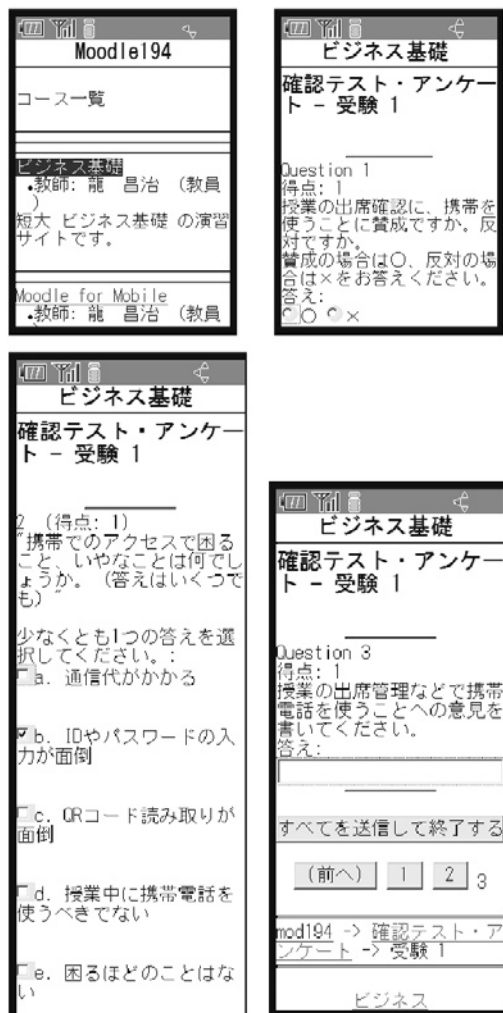 Moodle194
コース一覧
ビジネス基礎
•教師: 龍 昌治 (教員
)
短大 ビジネス基礎 の演習
サイトです。
Moodle for Mobile
•教師: 龍 昌治 (教員
ビジネス基礎
確認テスト・アンケー
ト - 受験 1
Question 1
得点: 1
授業の出席確認に、携帯を
使うことに賛成ですか。反
対ですか。
賛成の場合は〇、反対の場
合は×をお答えください。
答え:
〇 ×
ビジネス基礎
確認テスト・アンケー
ト - 受験 1
2 (得点: 1)
"携帯でのアクセスで困る
こと、いやなことは何でし
ょうか。(答えはいくつで
も)"
少なくとも1つの答えを選
択してください。:
a. 通信代がかかる
b. IDやパスワードの入
力が面倒
c. QRコード読み取りが
面倒
d. 授業中に携帯電話を
使うべきでない
e. 困るほどのことはな
い
ビジネス基礎
確認テスト・アンケー
ト - 受験 1
Question 3
得点: 1
授業の出席管理などで携帯
電話を使うことへの意見を
書いてください。
答え:
すべてを送信して終了する
(前へ) 1 2 3
mod194 -> 確認テスト・ア
ンケート -> 受験 1
ビジネス